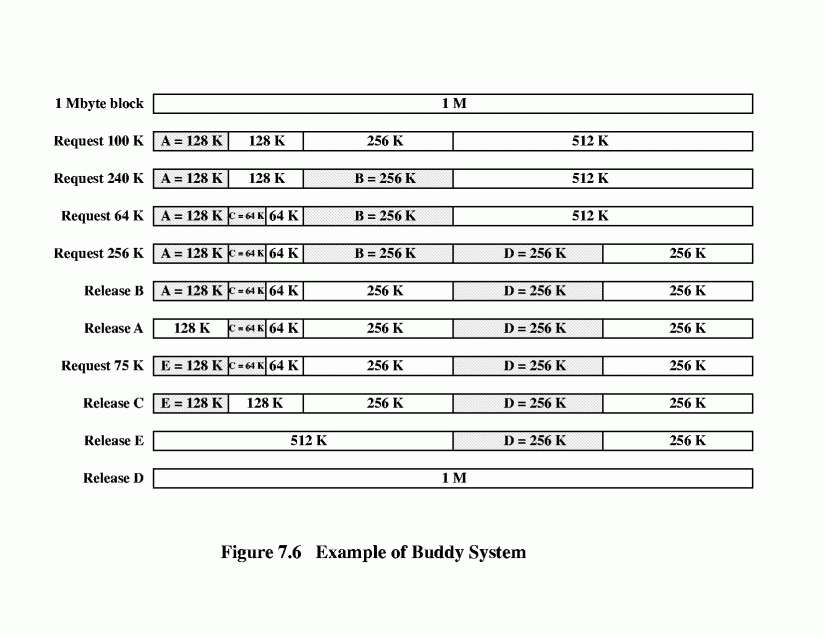 1 Mbyte block 1 M
Request 100 K A = 128 K 128 K 256 K 512 K
Request 240 K A = 128 K 128 K B = 256 K 512 K
Request 64 K A = 128 K C = 64 K 64 K B = 256 K 512 K
Request 256 K A = 128 K C = 64 K 64 K B = 256 K D = 256 K 256 K
Release B A = 128 K C = 64 K 64 K 256 K D = 256 K 256 K
Release A 128 K C = 64 K 64 K 256 K D = 256 K 256 K
Request 75 K E = 128 K C = 64 K 64 K 256 K D = 256 K 256 K
Release C E = 128 K 128 K 256 K D = 256 K 256 K
Release E 512 K D = 256 K 256 K
Release D 1 M
Figure 7.6 Example of Buddy System